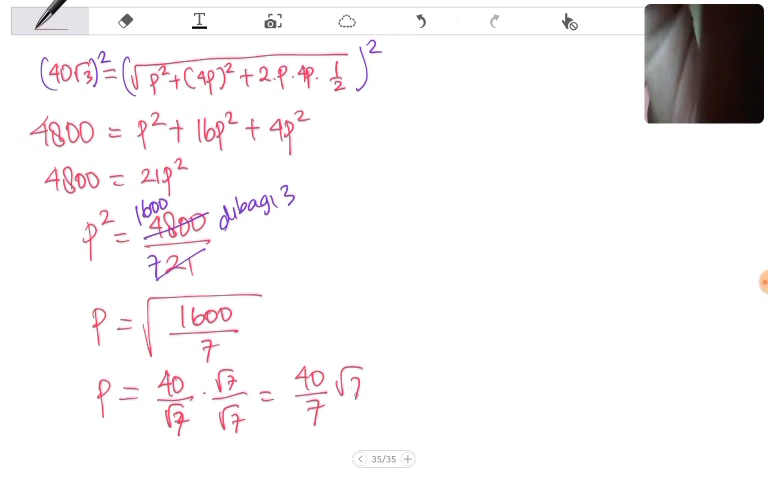 (40√3)² = (√p²+(4p)²+2.p.4p.1/2)²
4800 = p² + 16p² + 4p²
4800 = 21p²
p² = 4800/21 1600/7 dibagi 3
p = √1600/7
p = 40/√7 . √7/√7 = 40/7 √7
35/35